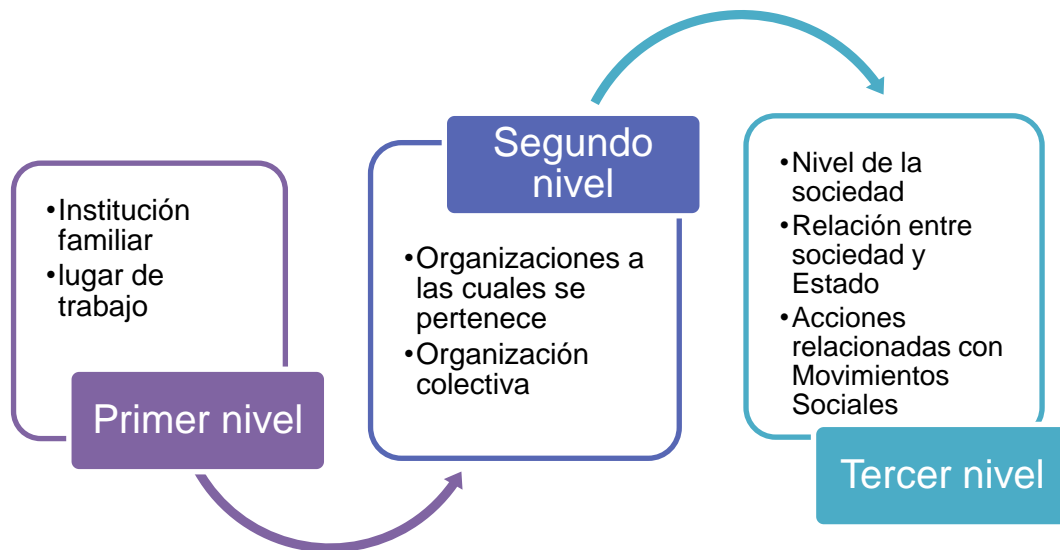 •Institución
familiar
•lugar de
trabajo
Primer nivel
Segundo
nivel
•Organizaciones a
las cuales se
pertenece
•Organización
colectiva
•Nivel de la
sociedad
•Relación entre
sociedad y
Estado
•Acciones
relacionadas con
Movimientos
Sociales
Tercer nivel